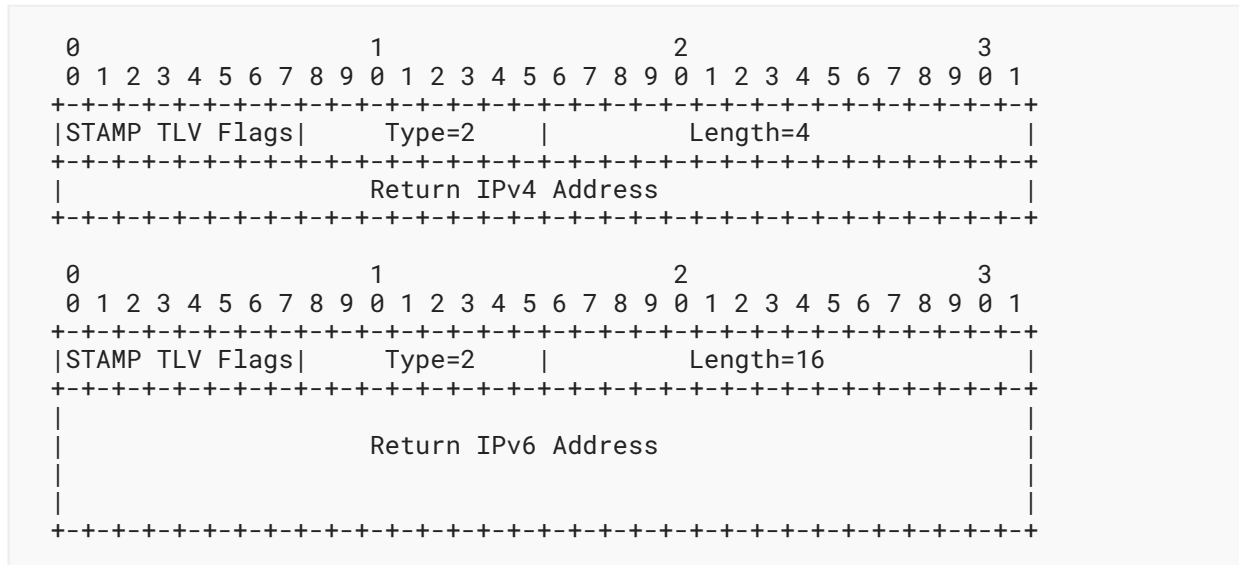 0                   1                   2                   3
 0 1 2 3 4 5 6 7 8 9 0 1 2 3 4 5 6 7 8 9 0 1 2 3 4 5 6 7 8 9 0 1
+-+-+-+-+-+-+-+-+-+-+-+-+-+-+-+-+-+-+-+-+-+-+-+-+-+-+-+-+-+-+-+-+
|STAMP TLV Flags|     Type=2    |         Length=4              |
+-+-+-+-+-+-+-+-+-+-+-+-+-+-+-+-+-+-+-+-+-+-+-+-+-+-+-+-+-+-+-+-+
|                    Return IPv4 Address                        |
+-+-+-+-+-+-+-+-+-+-+-+-+-+-+-+-+-+-+-+-+-+-+-+-+-+-+-+-+-+-+-+-+

 0                   1                   2                   3
 0 1 2 3 4 5 6 7 8 9 0 1 2 3 4 5 6 7 8 9 0 1 2 3 4 5 6 7 8 9 0 1
+-+-+-+-+-+-+-+-+-+-+-+-+-+-+-+-+-+-+-+-+-+-+-+-+-+-+-+-+-+-+-+-+
|STAMP TLV Flags|     Type=2    |         Length=16             |
+-+-+-+-+-+-+-+-+-+-+-+-+-+-+-+-+-+-+-+-+-+-+-+-+-+-+-+-+-+-+-+-+
|                                                               |
|                    Return IPv6 Address                        |
|                                                               |
|                                                               |
+-+-+-+-+-+-+-+-+-+-+-+-+-+-+-+-+-+-+-+-+-+-+-+-+-+-+-+-+-+-+-+-+